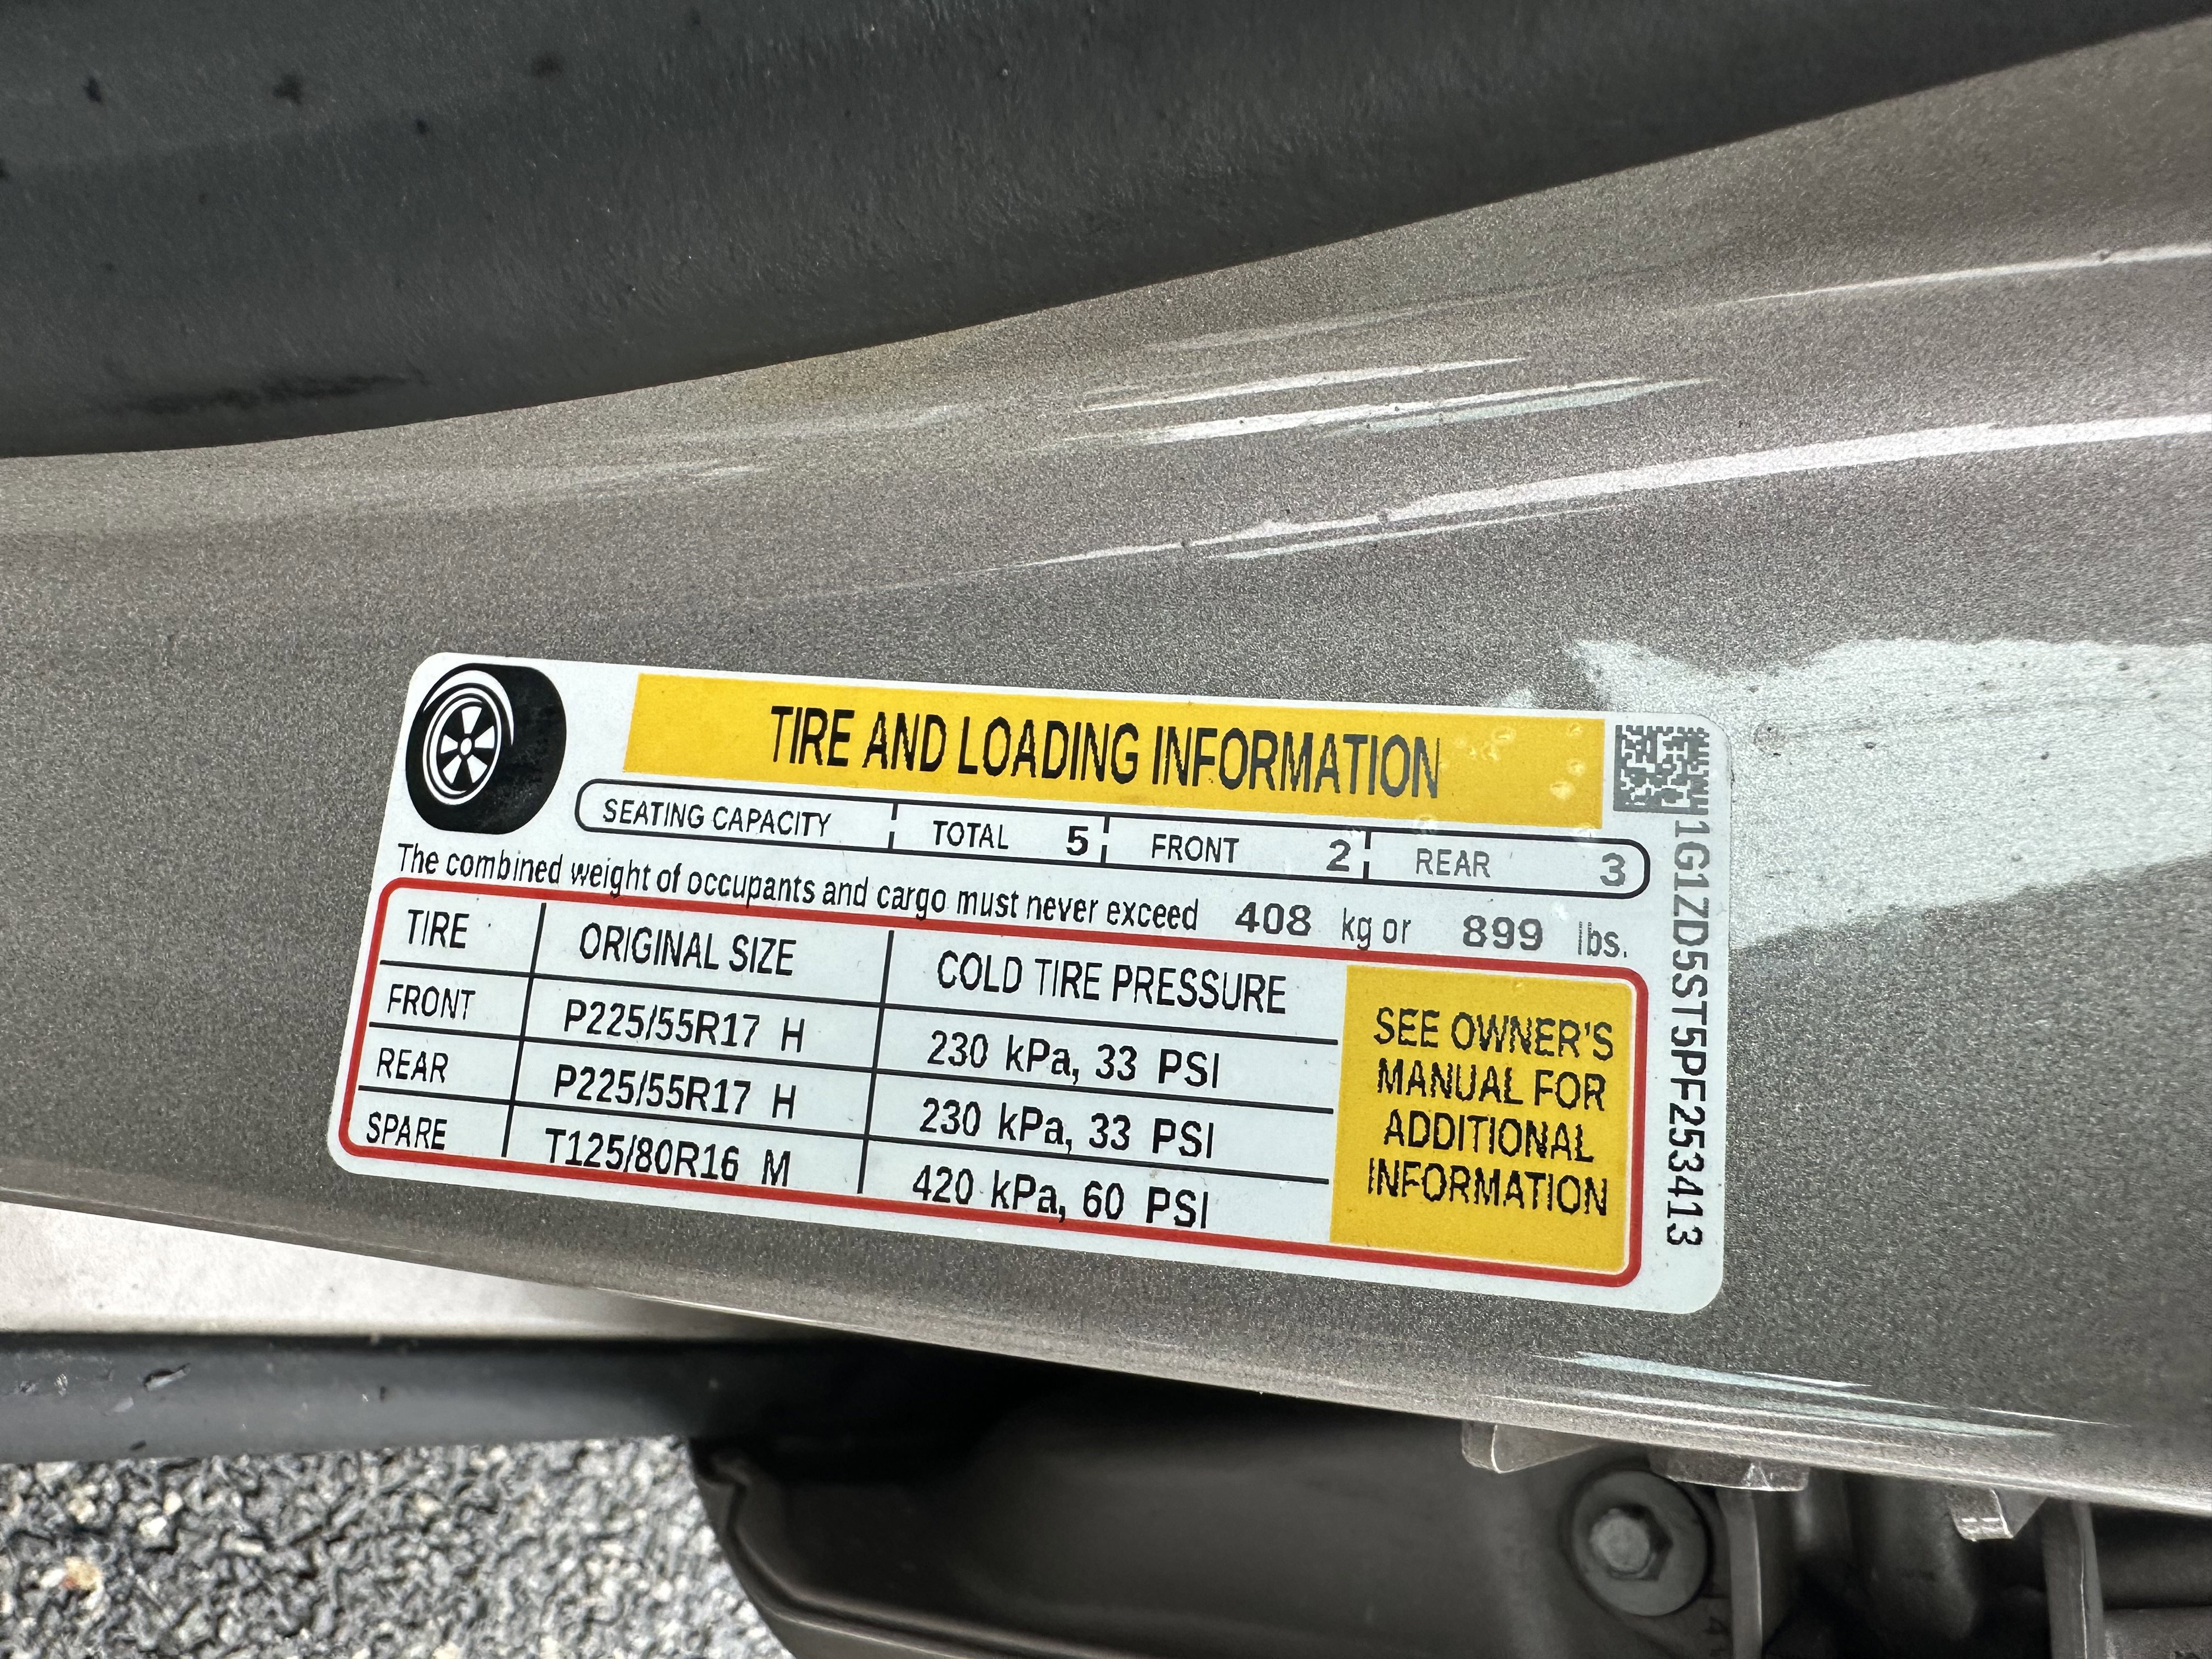 TIRE AND LOADING INFORMATION
SEATING CAPACITY TOTAL 5 FRONT 2 REAR 3
The combined weight of occupants and cargo must never exceed 408 kg or 899 lbs.
TIRE ORIGINAL SIZE COLD TIRE PRESSURE
FRONT P225/55R17 H 230 kPa, 33 PSI
REAR P225/55R17 H 230 kPa, 33 PSI
SPARE T125/80R16 M 420 kPa, 60 PSI
SEE OWNER'S
MANUAL FOR
ADDITIONAL
INFORMATION
1G1ZD5ST5PF253413